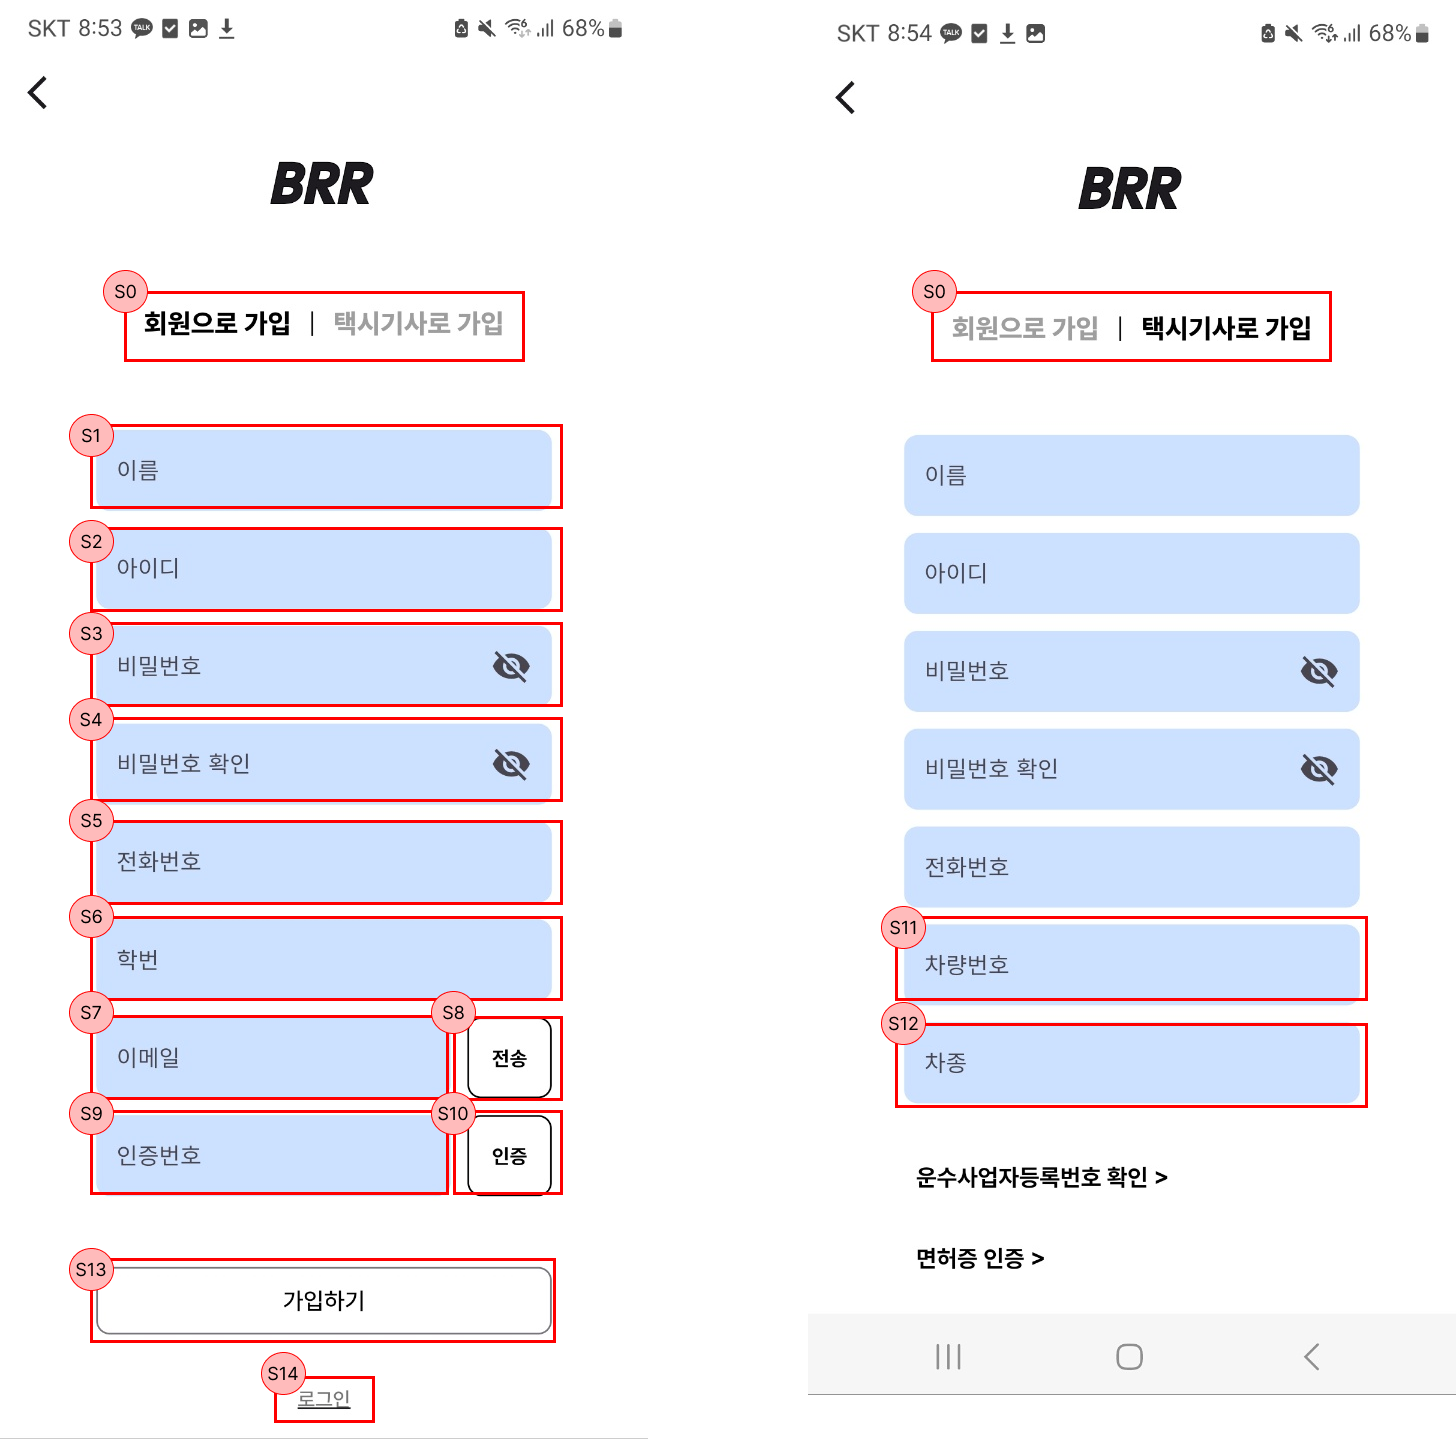 SKT 8:53 TALK 68%
BRR
S0
회원으로 가입 | 택시기사로 가입
S1
이름
S2
아이디
S3
비밀번호
S4
비밀번호 확인
S5
전화번호
S6
학번
S7
이메일
S8
전송
S9
인증번호
S10
인증
S13
가입하기
S14
로그인
SKT 8:54 TALK 68%
BRR
S0
회원으로 가입 | 택시기사로 가입
이름
아이디
비밀번호
비밀번호 확인
전화번호
S11
차량번호
S12
차종
운수사업자등록번호 확인 >
면허증 인증 >